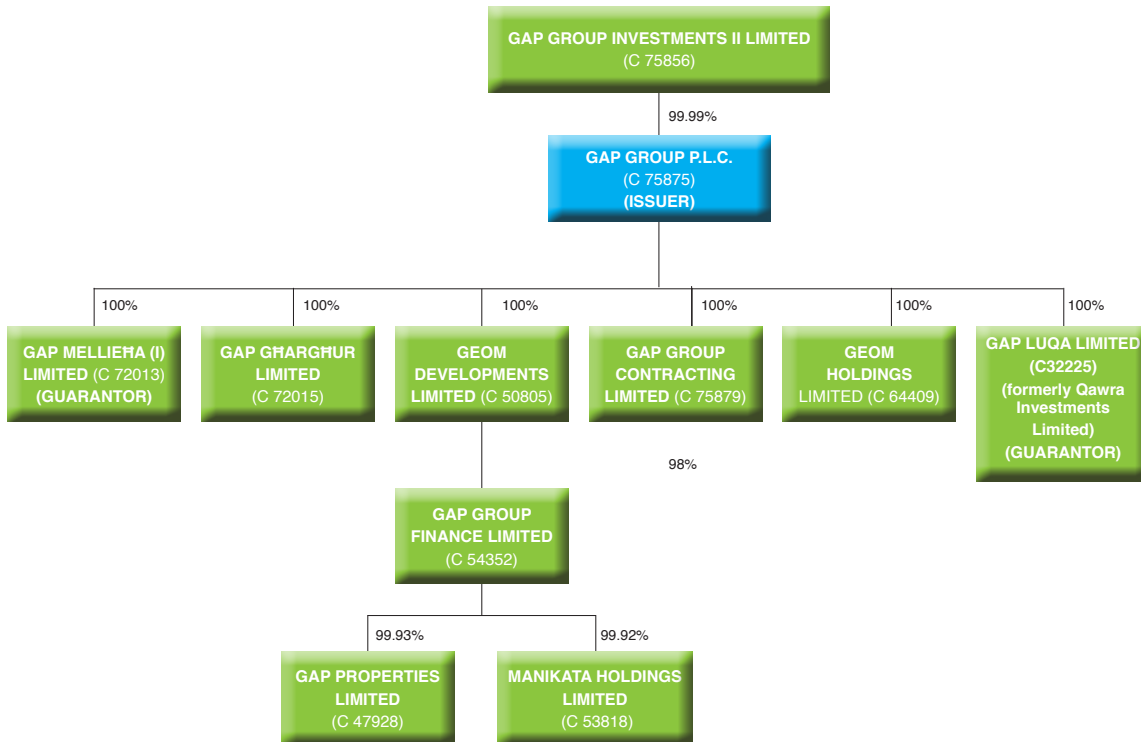 GAP GROUP INVESTMENTS II LIMITED
(C 75856)
99.99%
GAP GROUP P.L.C.
(C 75875)
(ISSUER)
100%
100%
100%
100%
100%
100%
GAP MELLIEĦA (I)
LIMITED (C 72013)
(GUARANTOR)
GAP GĦARGĦUR
LIMITED
(C 72015)
GEOM
DEVELOPMENTS
LIMITED (C 50805)
GAP GROUP
CONTRACTING
LIMITED (C 75879)
GEOM
HOLDINGS
LIMITED (C 64409)
GAP LUQA LIMITED
(C32225)
(formerly Qawra
Investments
Limited)
(GUARANTOR)
98%
GAP GROUP
FINANCE LIMITED
(C 54352)
99.93%
99.92%
GAP PROPERTIES
LIMITED
(C 47928)
MANIKATA HOLDINGS
LIMITED
(C 53818)